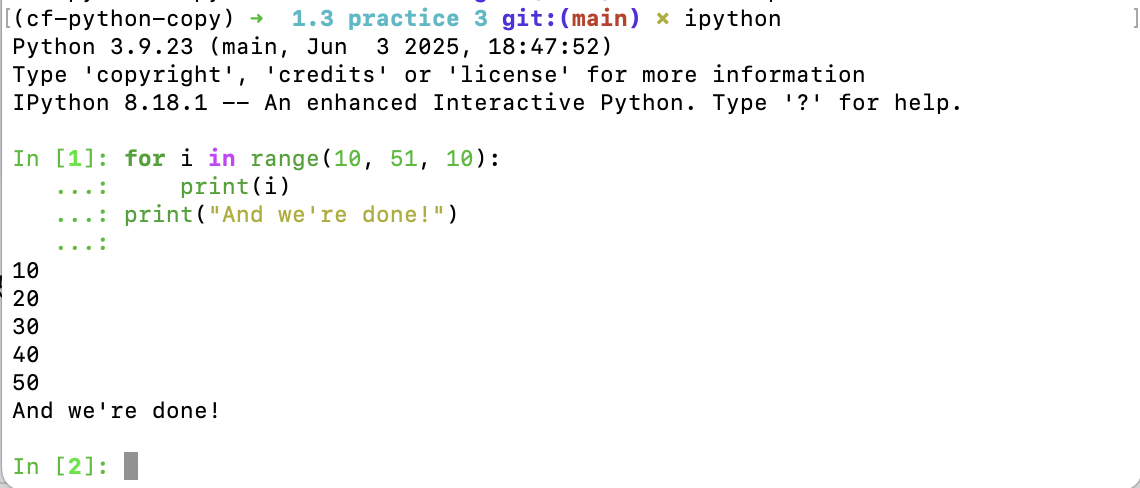 [(cf-python-copy) ➜  1.3 practice 3 git:(main) ✗ ipython ]
Python 3.9.23 (main, Jun  3 2025, 18:47:52)
Type 'copyright', 'credits' or 'license' for more information
IPython 8.18.1 -- An enhanced Interactive Python. Type '?' for help.

In [1]: for i in range(10, 51, 10):
   ...:     print(i)
   ...: print("And we're done!")
   ...:
10
20
30
40
50
And we're done!

In [2]: